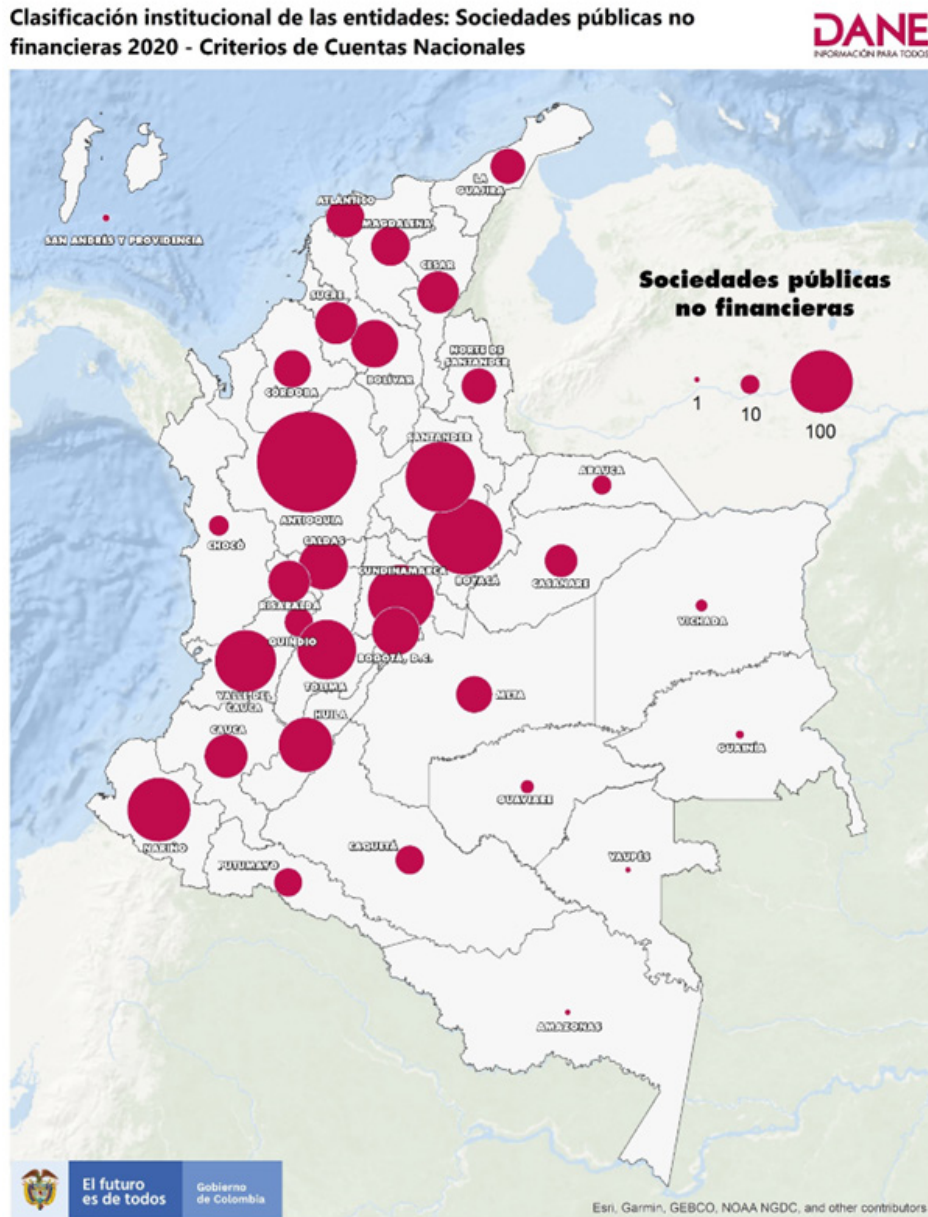 Clasificación institucional de las entidades: Sociedades públicas no
financieras 2020 - Criterios de Cuentas Nacionales
DANE
INFORMACIÓN PARA TODOS
LA
GUAJIRA
ATLÁNTICO
MAGDALENA
SAN ANDRÉS Y PROVIDENCIA
CESAR
Sociedades públicas
no financieras
SUCRE
NORTE DE
SANTANDER
BOLÍVAR
CÓRDOBA
1
10
100
SANTANDER
ARAUCA
ANTIOQUIA
CHOCÓ
CALDAS
CUNDINAMARCA
BOYACÁ
CASANARE
RISARALDA
VICHADA
QUINDIO
BOGOTÁ, D.C.
TOLIMA
VALLE DEL
CAUCA
META
HUILA
CAUCA
GUAINÍA
GUAVIARE
NARIÑO
CAQUETÁ
PUTUMAYO
VAUPÉS
AMAZONAS
El futuro
es de todos
Gobierno
de Colombia
Esri, Garmin, GEBCO, NOAA NGDC, and other contributors